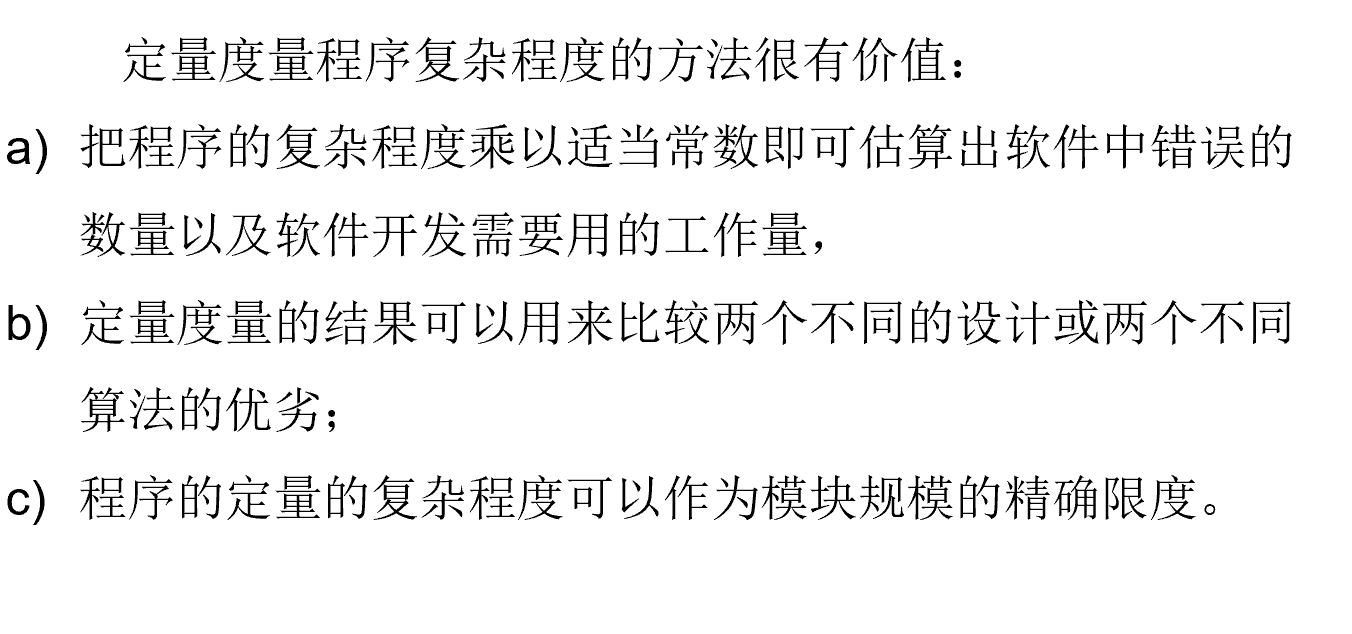 定量度量程序复杂程度的方法很有价值：
a) 把程序的复杂程度乘以适当常数即可估算出软件中错误的
数量以及软件开发需要用的工作量，
b) 定量度量的结果可以用来比较两个不同的设计或两个不同
算法的优劣；
c) 程序的定量的复杂程度可以作为模块规模的精确限度。